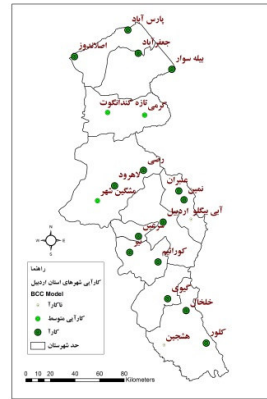 پارس آباد
جعفرآباد
اصلاندوز
بیله سوار
گرمی تازه کندانگوت
رضی
لاهرود
مشگین شهر
عنبران
نمین
آبی بیگلو
اردبیل
سرعین
نیر
کورائیم
گیوی
خلخال
کلور
هشجین
N
W
E
S
راهنما
کارآیی شهرهای استان اردبیل
BCC Model
ناکارآ
کارآیی متوسط
کارآ
حد شهرستان
0 10 20 40 60 80
Kilometers